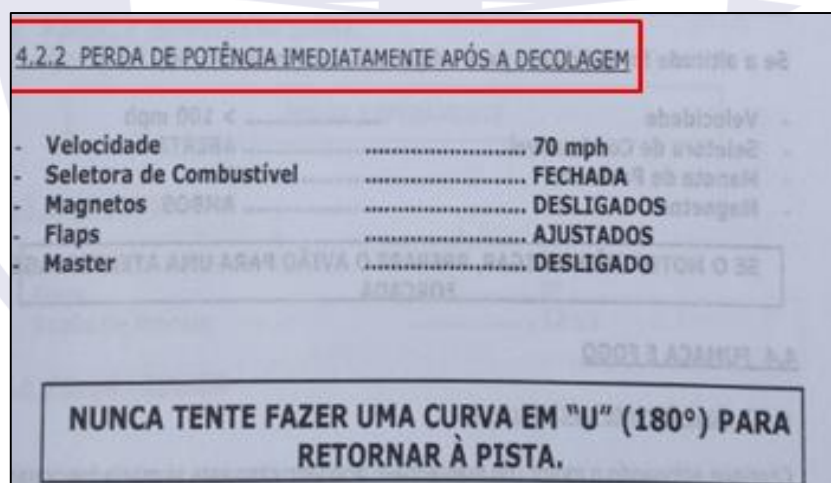 4.2.2 PERDA DE POTÊNCIA IMEDIATAMENTE APÓS A DECOLAGEM
- Velocidade ........................ 70 mph
- Seletora de Combustível ........................ FECHADA
- Magnetos ........................ DESLIGADOS
- Flaps ........................ AJUSTADOS
- Master ........................ DESLIGADO
NUNCA TENTE FAZER UMA CURVA EM “U” (180º) PARA
RETORNAR À PISTA.